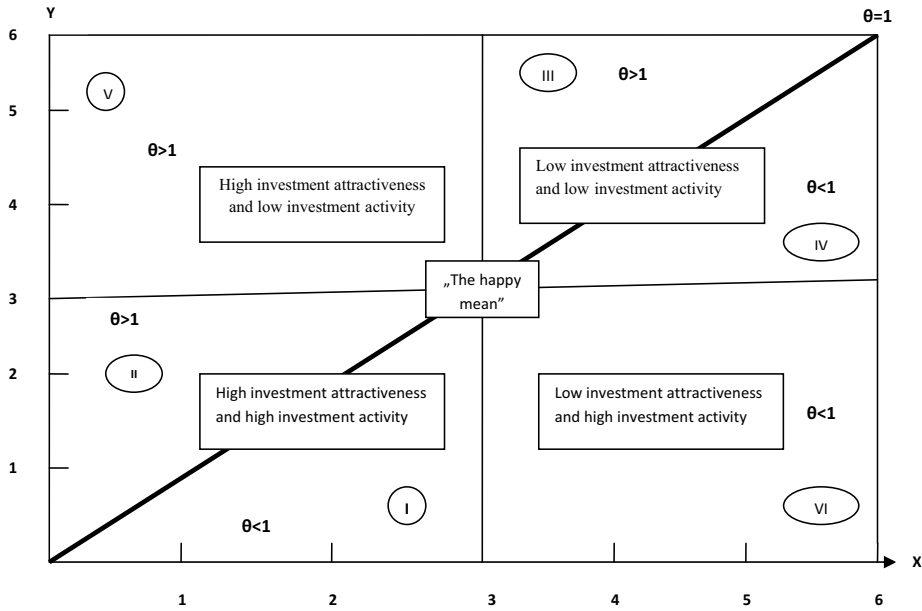 Y
θ=1
6
III
θ>1
V
5
θ>1
Low investment attractiveness
and low investment activity
High investment attractiveness
and low investment activity
θ<1
4
IV
„The happy
mean”
3
θ>1
II
2
High investment attractiveness
and high investment activity
Low investment attractiveness
and high investment activity
θ<1
1
I
VI
θ<1
X
1 2 3 4 5 6